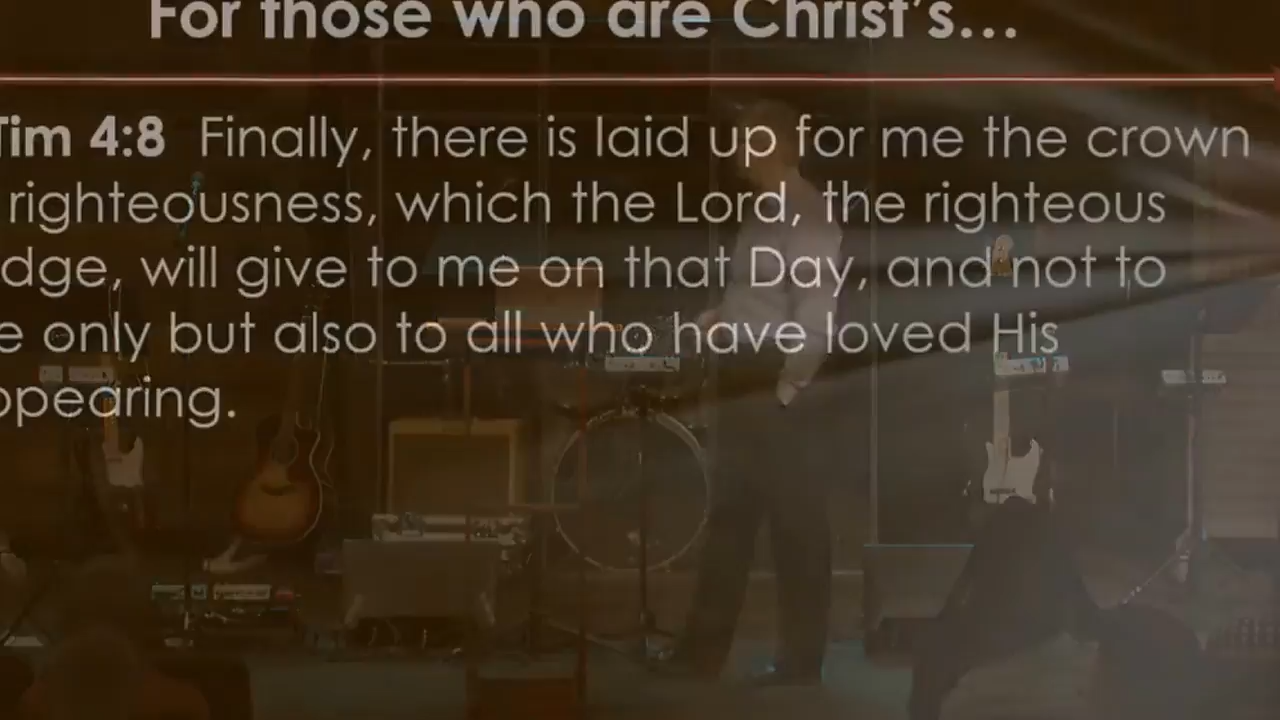 For those who are Christ's...
Tim 4:8 Finally, there is laid up for me the crown
righteousness, which the Lord, the righteous
dge, will give to me on that Day, and not to
e only but also to all who have loved His
ppearing.